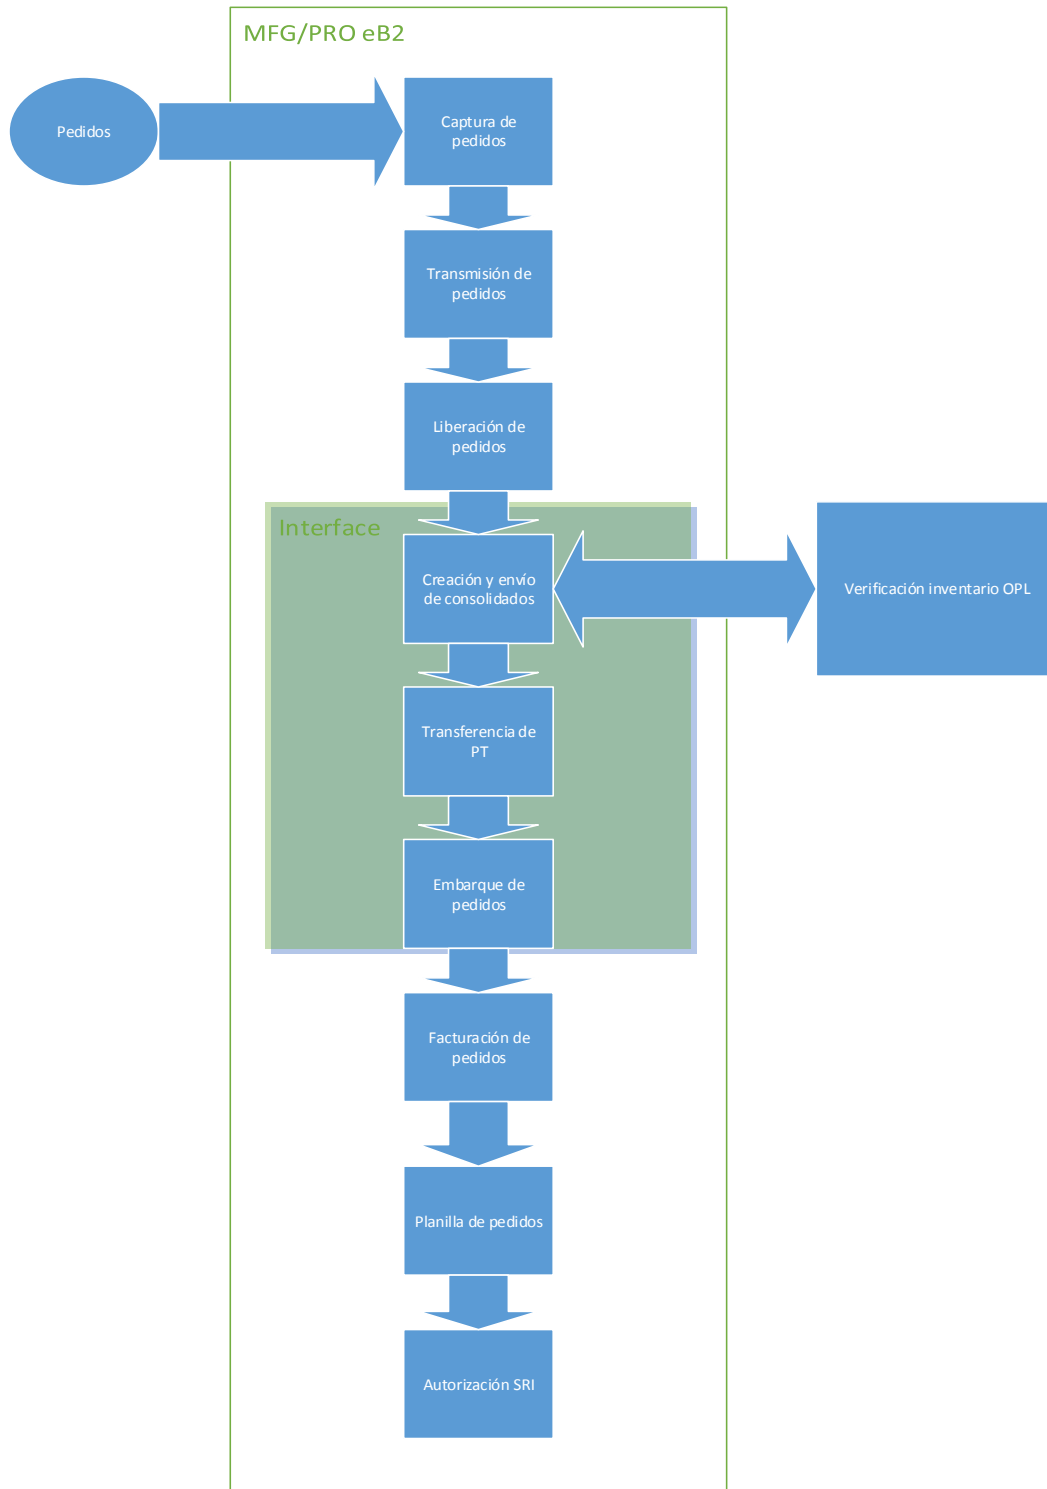 MFG/PRO eB2
Pedidos
Captura de
pedidos
Transmisión de
pedidos
Liberación de
pedidos
Interface
Creación y envío
de consolidados
Verificación inventario OPL
Transferencia de
PT
Embarque de
pedidos
Facturación de
pedidos
Planilla de pedidos
Autorización SRI